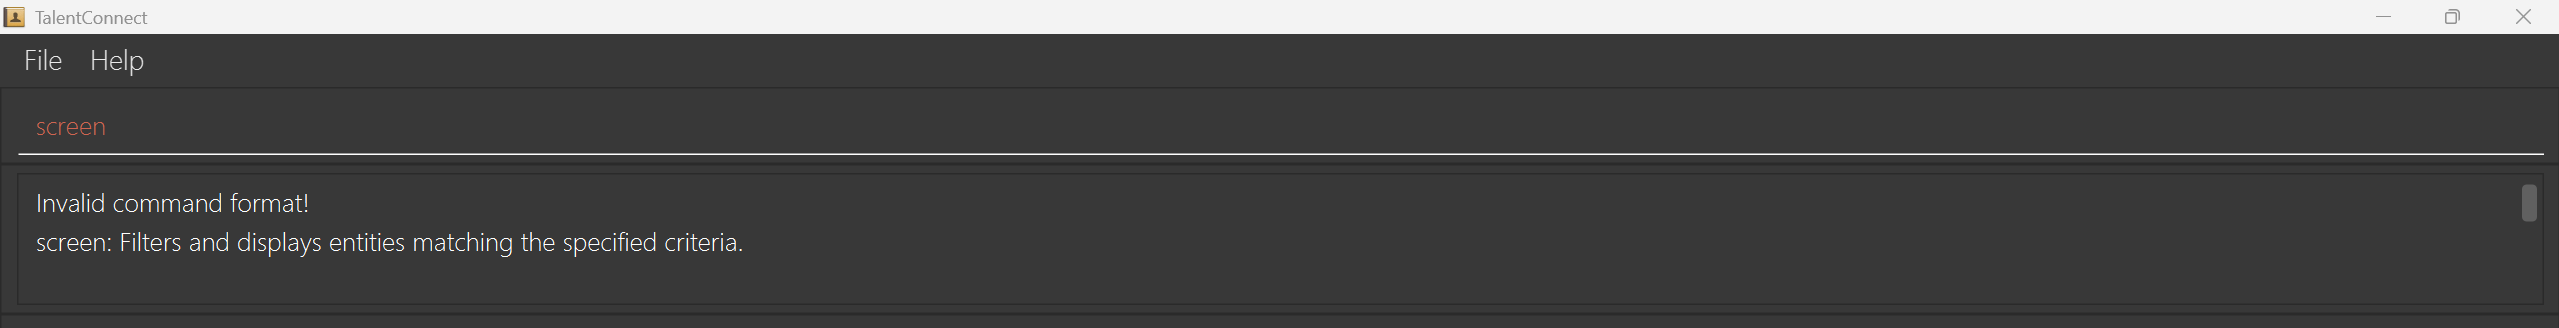 TalentConnect
File Help
screen
Invalid command format!
screen: Filters and displays entities matching the specified criteria.